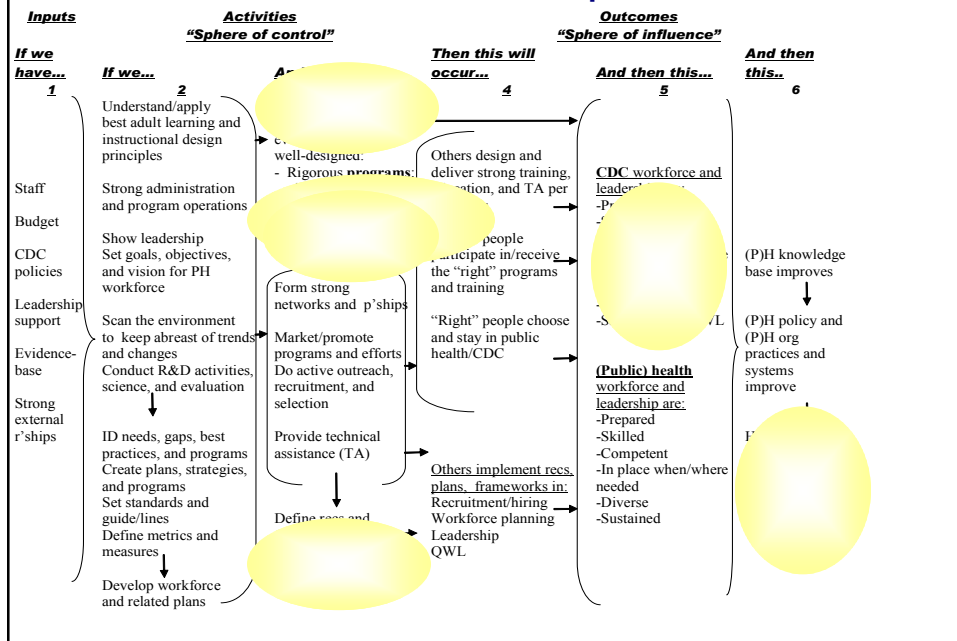 Inputs
Activities
"Sphere of control"
Outcomes
"Sphere of influence"
If we
have...
1
If we...
2
Then this will
occur...
4
And then this...
5
And then
this..
6
Staff
Budget
CDC
policies
Leadership
support
Evidence-
base
Strong
external
r'ships
Understand/apply
best adult learning and
instructional design
principles
Strong administration
and program operations
Show leadership
Set goals, objectives,
and vision for PH
workforce
Scan the environment
to keep abreast of trends
and changes
Conduct R&D activities,
science, and evaluation
ID needs, gaps, best
practices, and programs
Create plans, strategies,
and programs
Set standards and
guide/lines
Define metrics and
measures
Develop workforce
and related plans
well-designed:
- Rigorous programs:
Form strong
networks and p'ships
Market/promote
programs and efforts
Do active outreach,
recruitment, and
selection
Provide technical
assistance (TA)
Define recs and
Others design and
deliver strong training,
and TA per
people
participate in/receive
the "right" programs
and training
"Right" people choose
and stay in public
health/CDC
Others implement recs,
plans, frameworks in:
Recruitment/hiring
Workforce planning
Leadership
QWL
CDC workforce and
(Public) health
workforce and
leadership are:
-Prepared
-Skilled
-Competent
-In place when/where
needed
-Diverse
-Sustained
(P)H knowledge
base improves
(P)H policy and
(P)H org
practices and
systems
improve